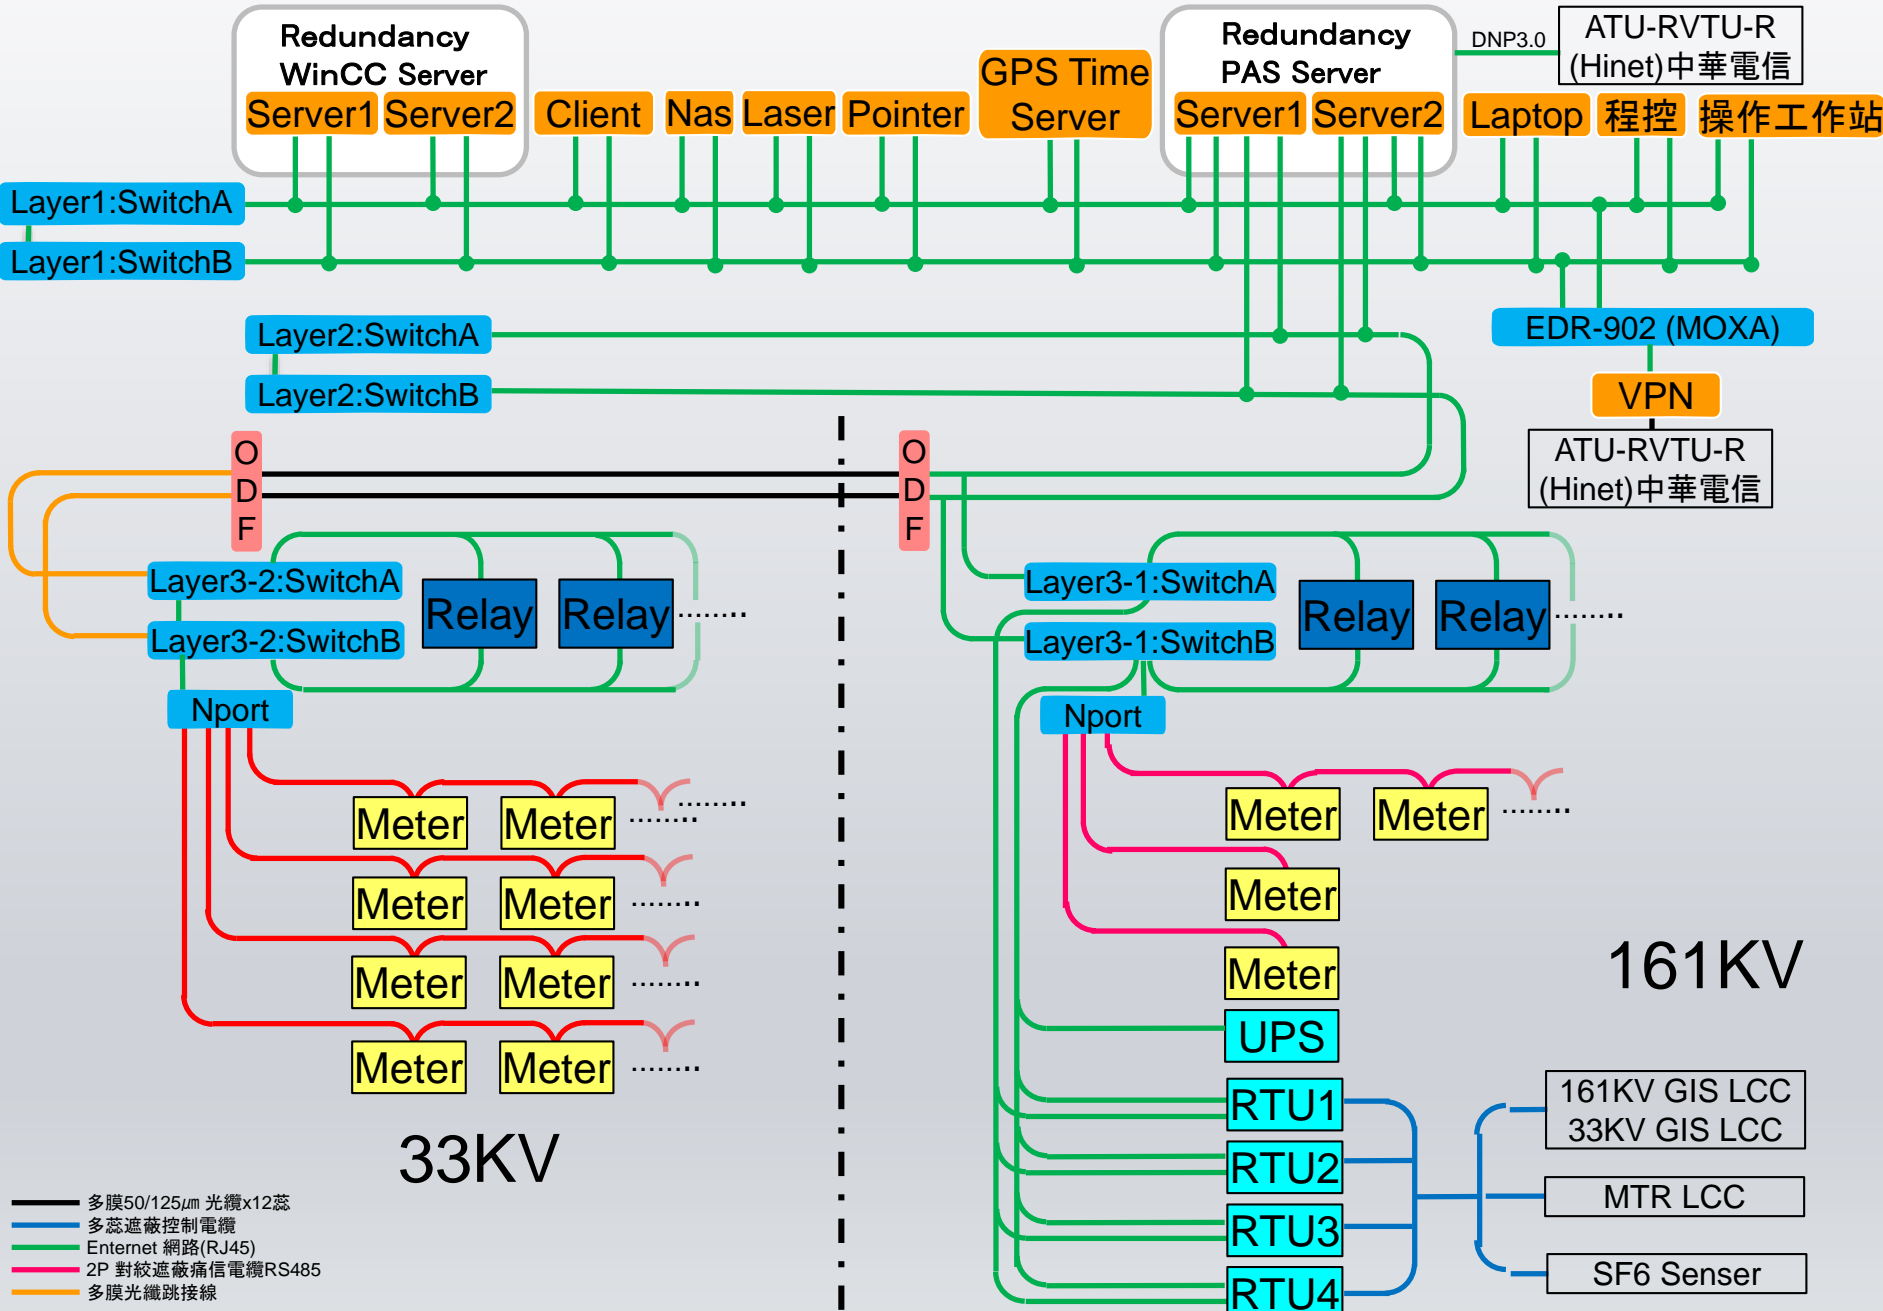 Redundancy
WinCC Server
Server1
Server2
Client
Nas
Laser
Pointer
GPS Time
Server
Redundancy
PAS Server
Server1
Server2
DNP3.0
ATU-RVTU-R
(Hinet)中華電信
Laptop
程控
操作工作站
Layer1:SwitchA
Layer1:SwitchB
Layer2:SwitchA
Layer2:SwitchB
EDR-902 (MOXA)
VPN
ATU-RVTU-R
(Hinet)中華電信
O
D
F
O
D
F
Layer3-2:SwitchA
Layer3-2:SwitchB
Relay
Relay
........
Nport
Meter
Meter
........
........
Meter
Meter
........
Meter
Meter
........
Meter
Meter
........
33KV
Layer3-1:SwitchA
Layer3-1:SwitchB
Relay
Relay
........
Nport
Meter
Meter
........
Meter
Meter
161KV
UPS
RTU1
RTU2
RTU3
RTU4
161KV GIS LCC
33KV GIS LCC
MTR LCC
SF6 Senser
多膜50/125㎛ 光纜x12蕊
多蕊遮蔽控制電纜
Enternet 網路(RJ45)
2P 對絞遮蔽痛信電纜RS485
多膜光纖跳接線